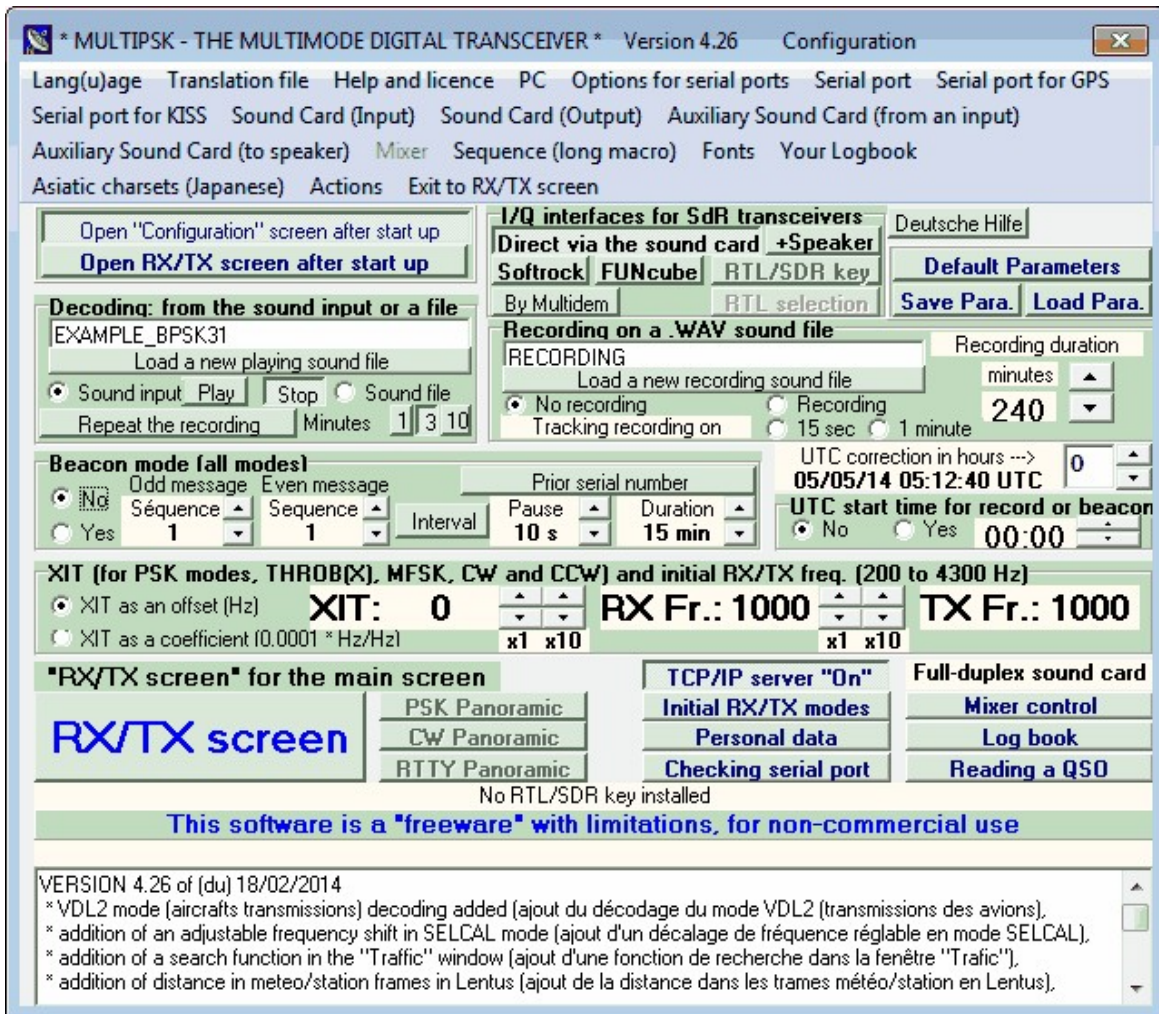 * MULTIPSK - THE MULTIMODE DIGITAL TRANSCEIVER * Version 4.26 Configuration
Lang(u)age Translation file Help and licence PC Options for serial ports Serial port Serial port for GPS
Serial port for KISS Sound Card (Input) Sound Card (Output) Auxiliary Sound Card (from an input)
Auxiliary Sound Card (to speaker) Mixer Sequence (long macro) Fonts Your Logbook
Asiatic charsets (Japanese) Actions Exit to RX/TX screen
Open "Configuration" screen after start up
Open RX/TX screen after start up
I/Q interfaces for SdR transceivers
Direct via the sound card +Speaker
Softrock FUNcube RTL/SDR key
By Multidem RTL selection
Deutsche Hilfe
Default Parameters
Save Para. Load Para.
Decoding: from the sound input or a file
EXAMPLE_BPSK31
Load a new playing sound file
Sound input Play Stop Sound file
Repeat the recording Minutes 1 3 10
Recording on a .WAV sound file
RECORDING
Load a new recording sound file
No recording Recording
Tracking recording on 15 sec 1 minute
Recording duration
minutes
240
Beacon mode (all modes)
Odd message Even message Prior serial number
No Séquence Sequence Interval Pause Duration
Yes 1 1 10 s 15 min
UTC correction in hours --->
05/05/14 05:12:40 UTC 0
UTC start time for record or beacon
No Yes 00:00
XIT (for PSK modes, THROB(X), MFSK, CW and CCW) and initial RX/TX freq. (200 to 4300 Hz)
XIT as an offset (Hz) XIT: 0 RX Fr.: 1000 TX Fr.: 1000
XIT as a coefficient (0.0001 * Hz/Hz) x1 x10 x1 x10
"RX/TX screen" for the main screen
RX/TX screen
PSK Panoramic
CW Panoramic
RTTY Panoramic
TCP/IP server "On"
Initial RX/TX modes
Personal data
Checking serial port
Full-duplex sound card
Mixer control
Log book
Reading a QSO
No RTL/SDR key installed
This software is a "freeware" with limitations, for non-commercial use
VERSION 4.26 of (du) 18/02/2014
* VDL2 mode (aircrafts transmissions) decoding added (ajout du décodage du mode VDL2 (transmissions des avions),
* addition of an adjustable frequency shift in SELCAL mode (ajout d'un décalage de fréquence réglable en mode SELCAL),
* addition of a search function in the "Traffic" window (ajout d'une fonction de recherche dans la fenêtre "Trafic"),
* addition of distance in meteo/station frames in Lentus (ajout de la distance dans les trames météo/station en Lentus),